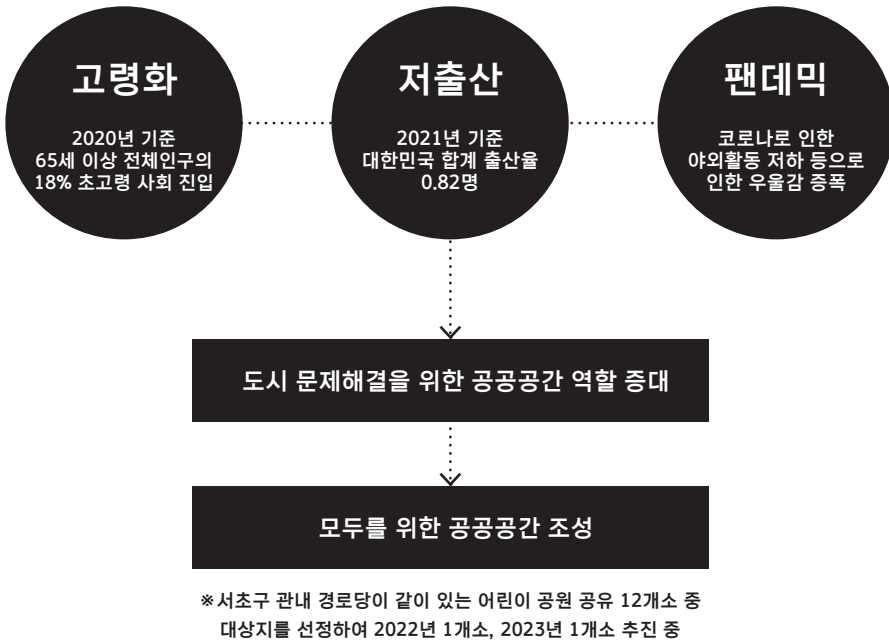 고령화
2020년 기준
65세 이상 전체인구의
18% 초고령 사회 진입
저출산
2021년 기준
대한민국 합계 출산율
0.82명
팬데믹
코로나로 인한
야외활동 저하 등으로
인한 우울감 증폭
도시 문제해결을 위한 공공공간 역할 증대
모두를 위한 공공공간 조성
※서초구 관내 경로당이 같이 있는 어린이 공원 공유 12개소 중
대상지를 선정하여 2022년 1개소, 2023년 1개소 추진 중